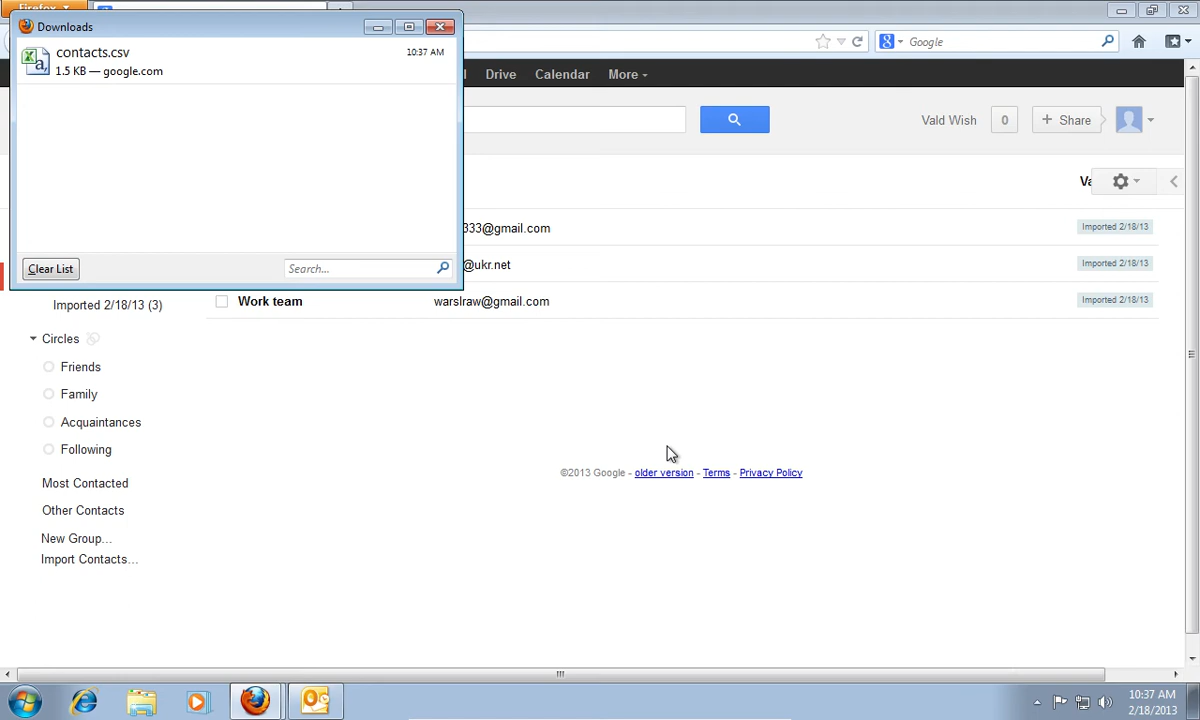 Firefox
Downloads
contacts.csv
10:37 AM
1.5 KB — google.com
Clear List
Search...
Google
Drive
Calendar
More
Vald Wish
0
+ Share
333@gmail.com
Imported 2/18/13
@ukr.net
Imported 2/18/13
Work team
warslraw@gmail.com
Imported 2/18/13
Imported 2/18/13 (3)
Circles
Friends
Family
Acquaintances
Following
©2013 Google - older version - Terms - Privacy Policy
Most Contacted
Other Contacts
New Group...
Import Contacts...
10:37 AM
2/18/2013